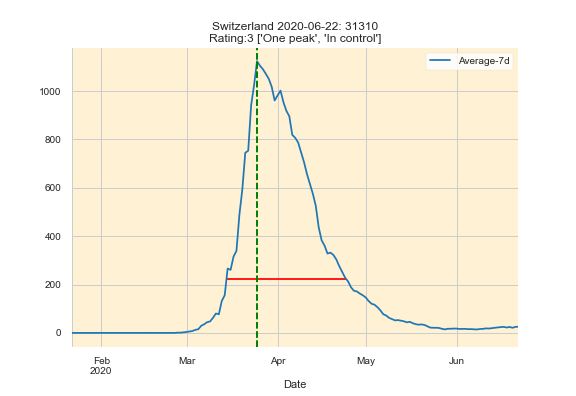 Switzerland 2020-06-22: 31310
Rating:3 ['One peak', 'In control']
Average-7d
1000
800
600
400
200
0
Feb
2020
Mar
Apr
May
Jun
Date